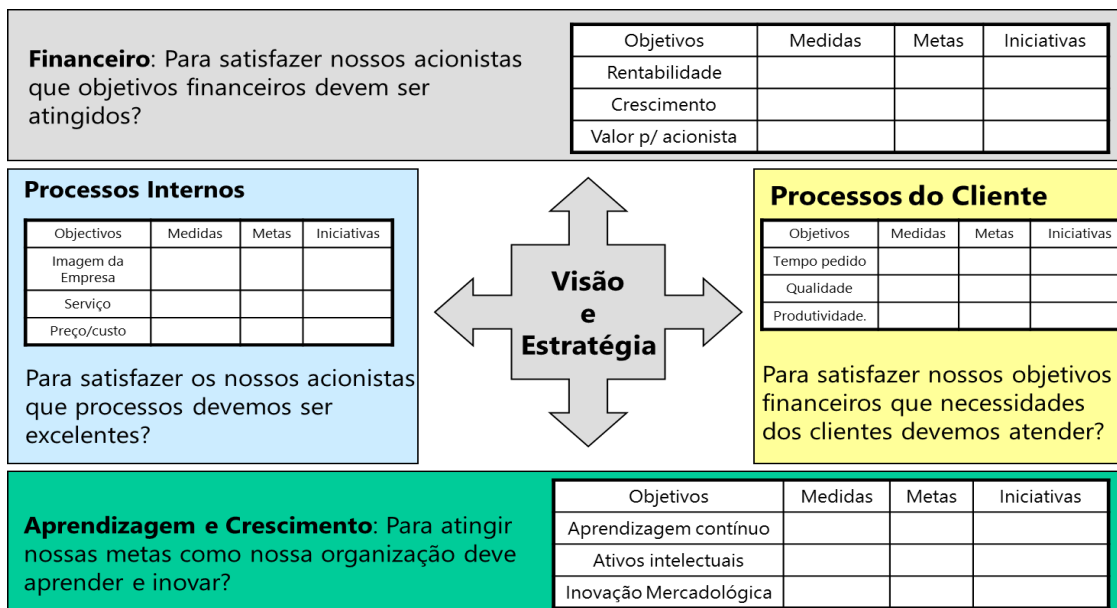 Financeiro: Para satisfazer nossos acionistas
que objetivos financeiros devem ser
atingidos?
Objetivos Medidas Metas Iniciativas
Rentabilidade
Crescimento
Valor p/ acionista
Processos Internos
Objectivos Medidas Metas Iniciativas
Imagem da
Empresa
Serviço
Preço/custo
Para satisfazer os nossos acionistas
que processos devemos ser
excelentes?
Visão
e
Estratégia
Processos do Cliente
Objetivos Medidas Metas Iniciativas
Tempo pedido
Qualidade
Produtividade.
Para satisfazer nossos objetivos
financeiros que necessidades
dos clientes devemos atender?
Aprendizagem e Crescimento: Para atingir
nossas metas como nossa organização deve
aprender e inovar?
Objetivos Medidas Metas Iniciativas
Aprendizagem contínuo
Ativos intelectuais
Inovação Mercadológica